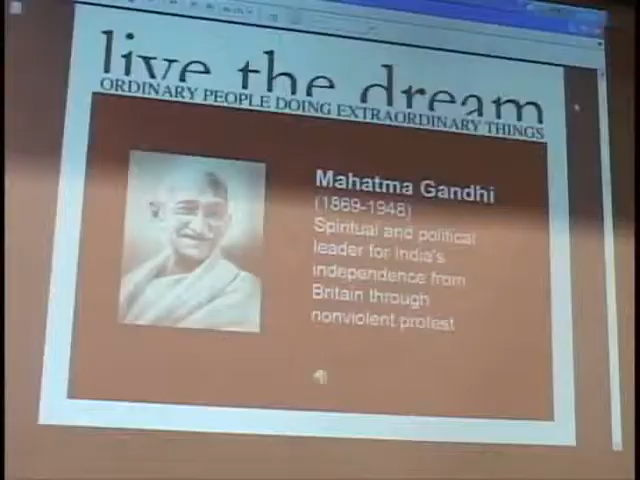 live the dream
ORDINARY PEOPLE DOING EXTRAORDINARY THINGS
Mahatma Gandhi
(1869-1948)
Spiritual and political
leader for India's
independence from
Britain through
nonviolent protest